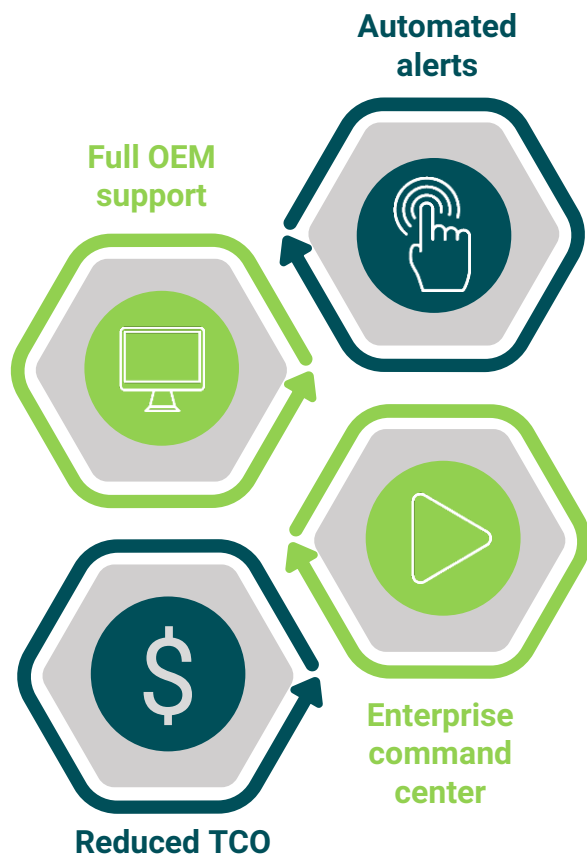 Automated
alerts
Full OEM
support
$
Enterprise
command
center
Reduced TCO